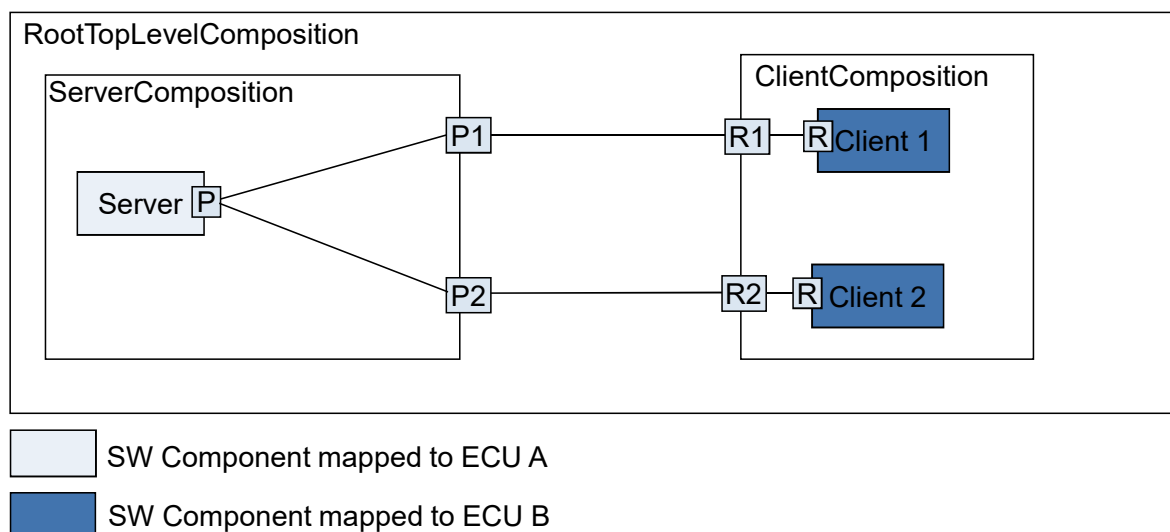 RootTopLevelComposition
ServerComposition
ClientComposition
P1
R1
R
Client 1
Server
P
P2
R2
R
Client 2
SW Component mapped to ECU A
SW Component mapped to ECU B